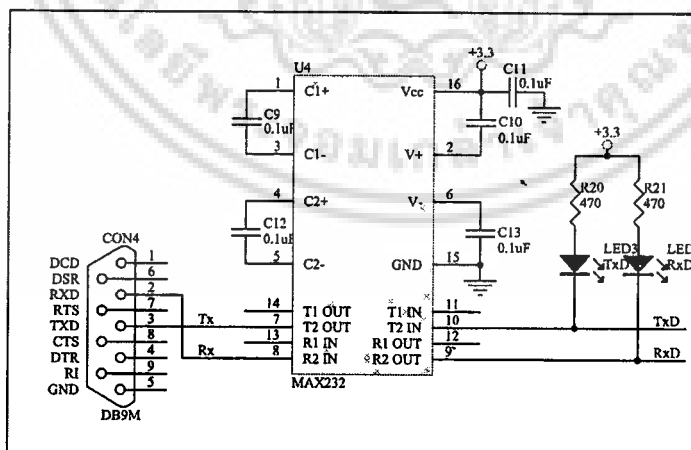 U4
+3.3
1
C1+
Vcc
16
C11
0.1uF
C9
0.1uF
C10
0.1uF
3
C1-
V+
2
+3.3
4
C2+
V-
6
R20
470
R21
470
C12
0.1uF
C13
0.1uF
CON4
5
C2-
GND
15
LED3
TxD
LED
RxD
DCD
1
DSR
6
RXD
2
RTS
7
TXD
3
CTS
8
DTR
4
RI
9
GND
5
DB9M
Tx
Rx
14
T1 OUT
T1 IN
11
7
T2 OUT
T2 IN
10
TxD
13
R1 IN
R1 OUT
12
8
R2 IN
R2 OUT
9
RxD
MAX232